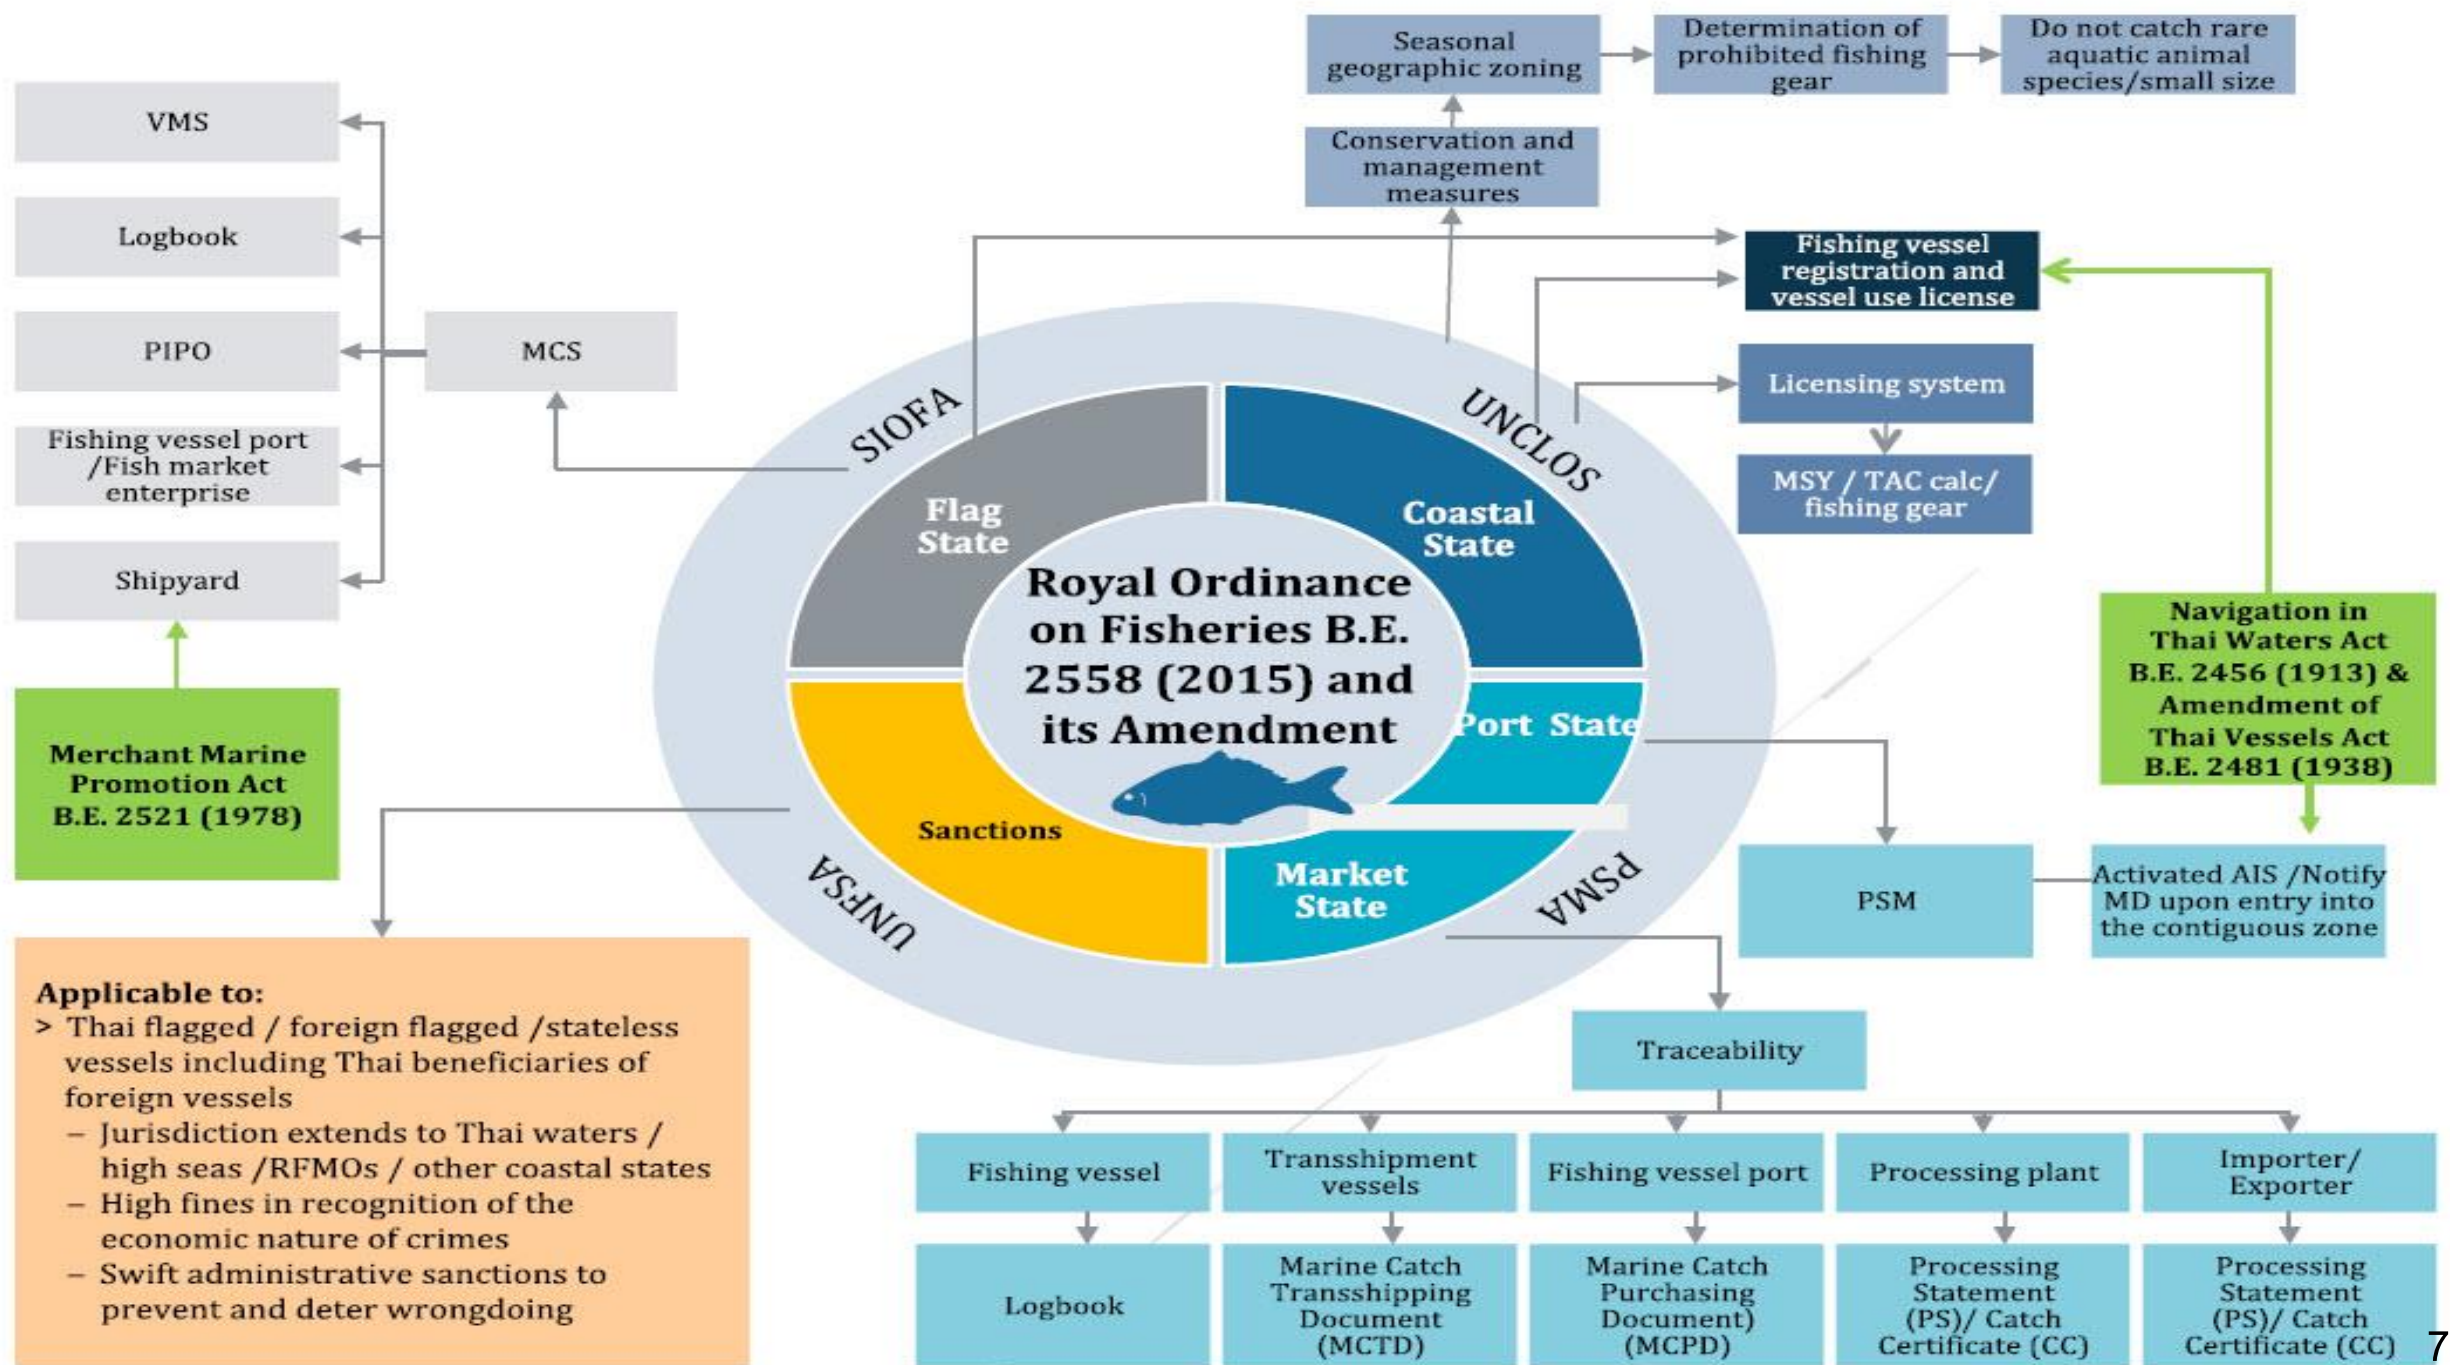 Seasonal
geographic zoning
Determination of
prohibited fishing
gear
Do not catch rare
aquatic animal
species/small size
Conservation and
management
measures
VMS
Logbook
PIPO
Fishing vessel port
/Fish market
enterprise
Shipyard
MCS
Merchant Marine
Promotion Act
B.E. 2521 (1978)
Fishing vessel
registration and
vessel use license
Licensing system
MSY / TAC calc/
fishing gear
Navigation in
Thai Waters Act
B.E. 2456 (1913) &
Amendment of
Thai Vessels Act
B.E. 2481 (1938)
SIOFA
UNCLOS
UNFSA
PSMA
Flag
State
Coastal
State
Royal Ordinance
on Fisheries B.E.
2558 (2015) and
its Amendment
Port State
Sanctions
Market
State
PSM
Activated AIS /Notify
MD upon entry into
the contiguous zone
Applicable to:
> Thai flagged / foreign flagged /stateless
vessels including Thai beneficiaries of
foreign vessels
– Jurisdiction extends to Thai waters /
high seas /RFMOs / other coastal states
– High fines in recognition of the
economic nature of crimes
– Swift administrative sanctions to
prevent and deter wrongdoing
Traceability
Fishing vessel
Transshipment
vessels
Fishing vessel port
Processing plant
Importer/
Exporter
Logbook
Marine Catch
Transshipping
Document
(MCTD)
Marine Catch
Purchasing
Document)
(MCPD)
Processing
Statement
(PS)/ Catch
Certificate (CC)
Processing
Statement
(PS)/ Catch
Certificate (CC)
7